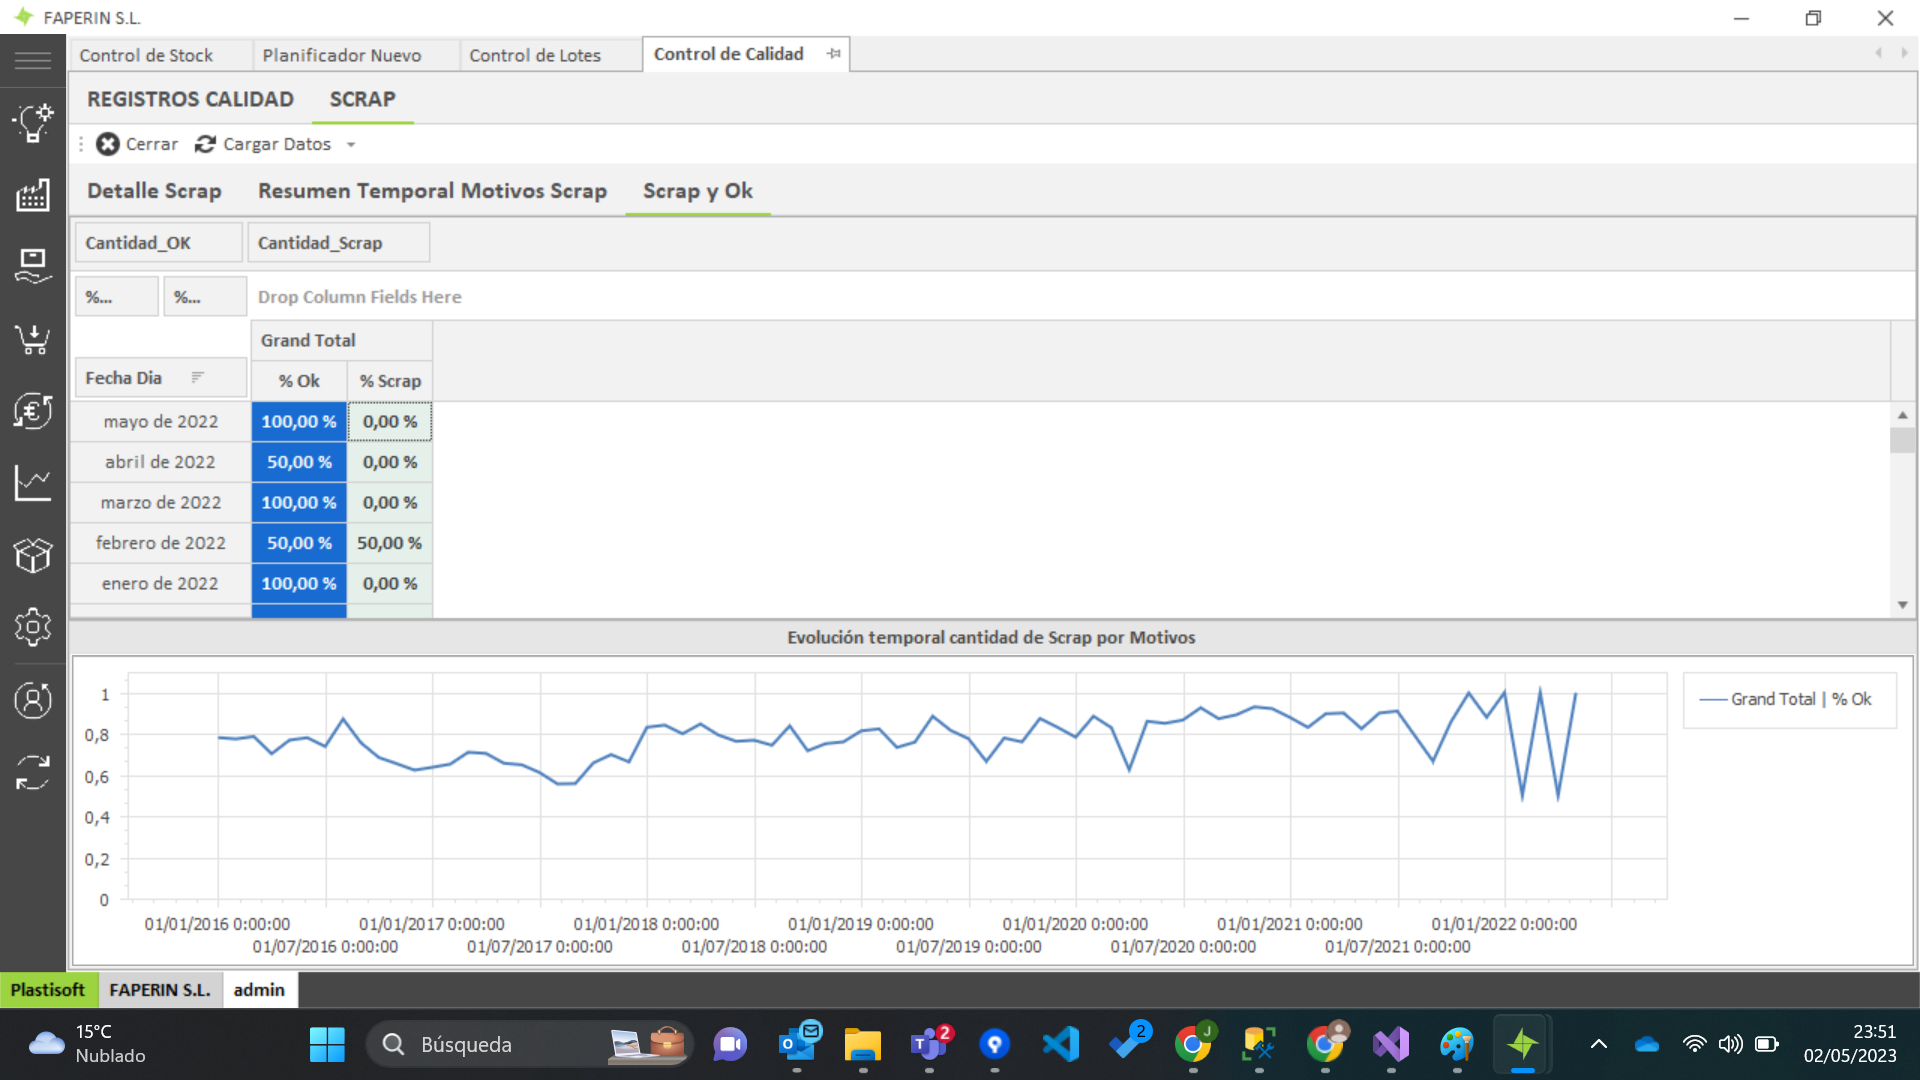 FAPERIN S.L.
Control de Stock
Planificador Nuevo
Control de Lotes
Control de Calidad
REGISTROS CALIDAD
SCRAP
Cerrar
Cargar Datos
Detalle Scrap
Resumen Temporal Motivos Scrap
Scrap y Ok
Cantidad_OK
Cantidad_Scrap
%...
%...
Drop Column Fields Here
Grand Total
Fecha Dia
% Ok
% Scrap
mayo de 2022 100,00 % 0,00 %
abril de 2022 50,00 % 0,00 %
marzo de 2022 100,00 % 0,00 %
febrero de 2022 50,00 % 50,00 %
enero de 2022 100,00 % 0,00 %
Evolución temporal cantidad de Scrap por Motivos
1
0,8
0,6
0,4
0,2
0
Grand Total | % Ok
01/01/2016 0:00:00
01/07/2016 0:00:00
01/01/2017 0:00:00
01/07/2017 0:00:00
01/01/2018 0:00:00
01/07/2018 0:00:00
01/01/2019 0:00:00
01/07/2019 0:00:00
01/01/2020 0:00:00
01/07/2020 0:00:00
01/01/2021 0:00:00
01/07/2021 0:00:00
01/01/2022 0:00:00
Plastisoft
FAPERIN S.L.
admin
15°C
Nublado
Búsqueda
2
2
J
23:51
02/05/2023